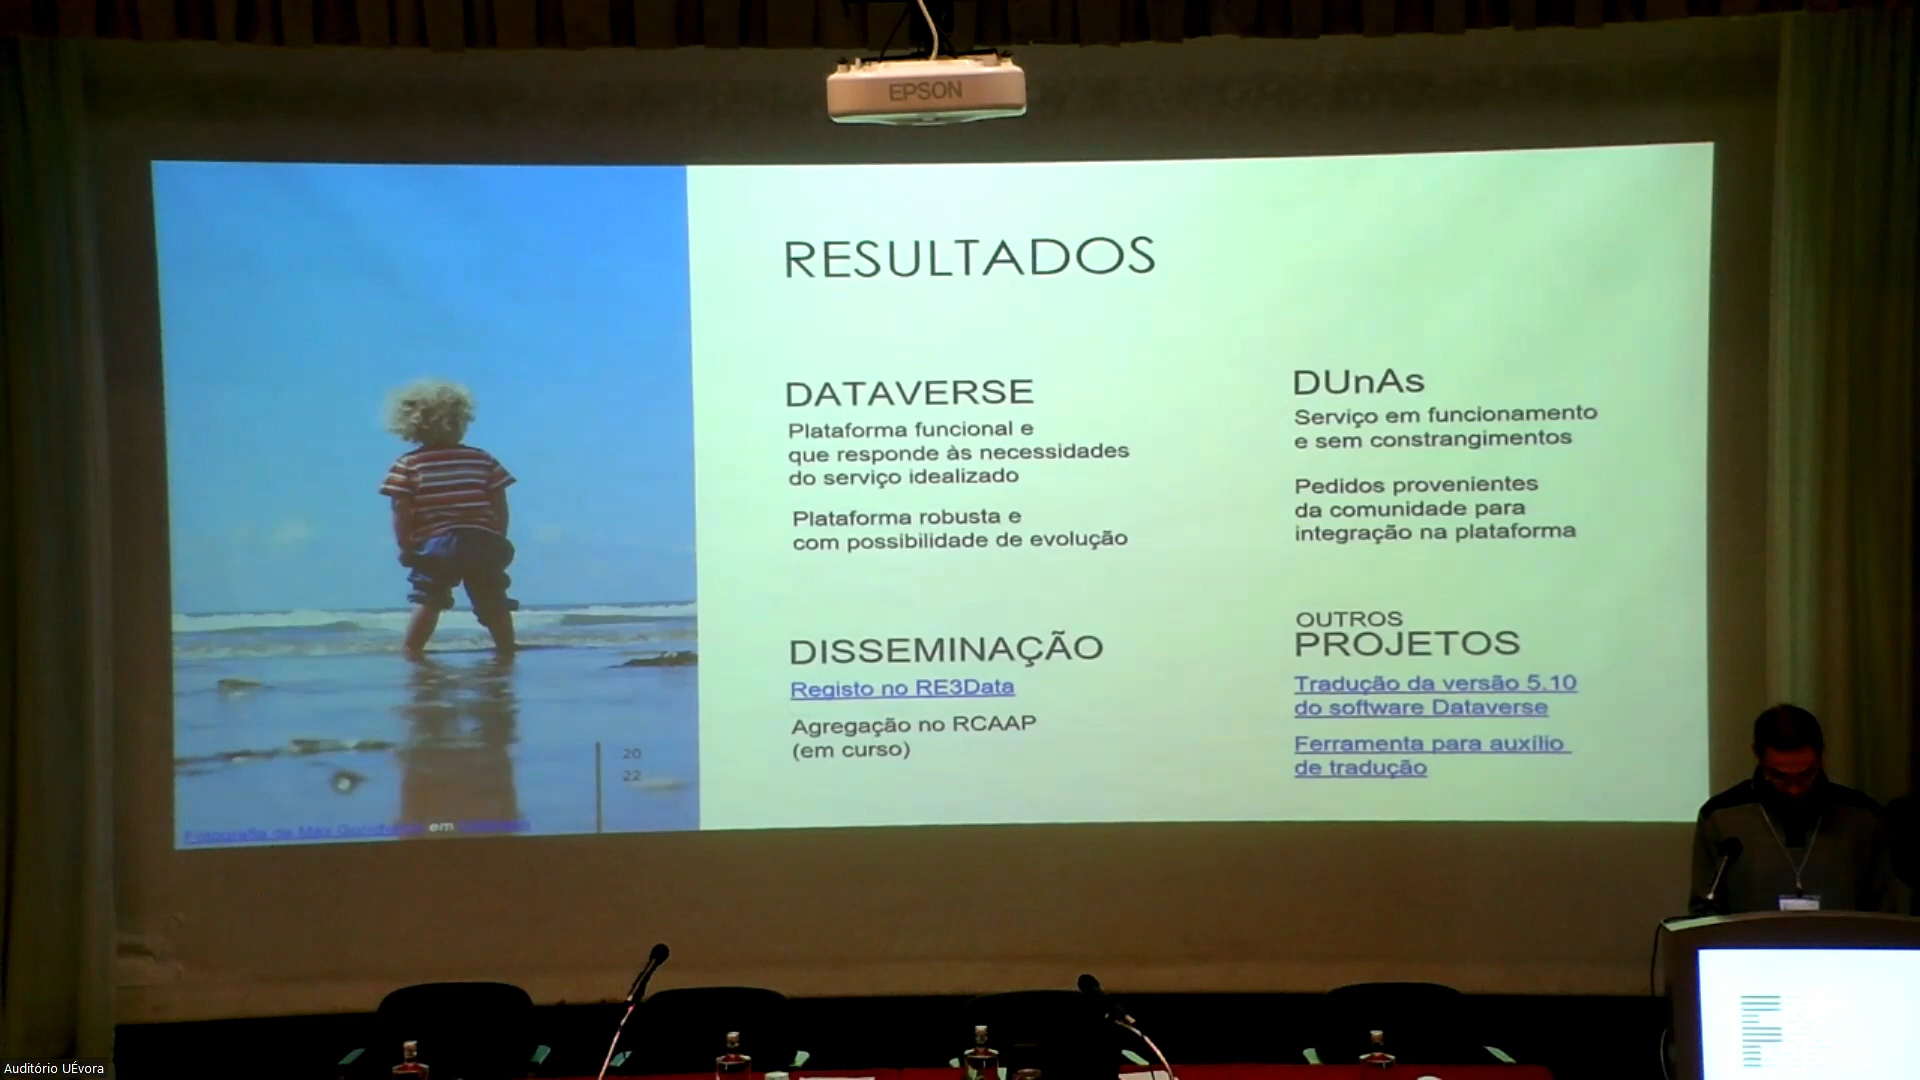 EPSON
RESULTADOS
DATAVERSE
Plataforma funcional e
que responde às necessidades
do serviço idealizado
Plataforma robusta e
com possibilidade de evolução
DUnAs
Serviço em funcionamento
e sem constrangimentos
Pedidos provenientes
da comunidade para
integração na plataforma
DISSEMINAÇÃO
Registo no RE3Data
Agregação no RCAAP
(em curso)
OUTROS
PROJETOS
Tradução da versão 5.10
do software Dataverse
Ferramenta para auxílio
de tradução
20
22
Fotografia de em
Auditório UÉvora